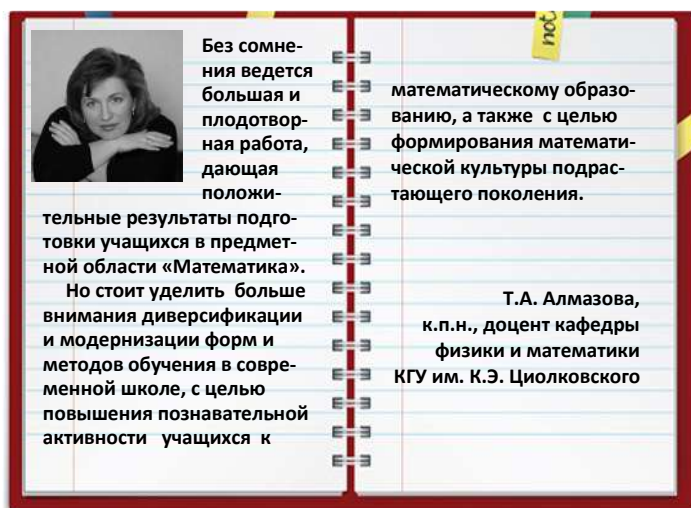 Без сомне-
ния ведется
большая и
плодотвор-
ная работа,
дающая
положи-
тельные результаты подго-
товки учащихся в предмет-
ной области «Математика».
Но стоит уделить больше
внимания диверсификации
и модернизации форм и
методов обучения в совре-
менной школе, с целью
повышения познавательной
активности учащихся к
not
математическому образо-
ванию, а также с целью
формирования математи-
ческой культуры подрас-
тающего поколения.
Т.А. Алмазова,
к.п.н., доцент кафедры
физики и математики
КГУ им. К.Э. Циолковского